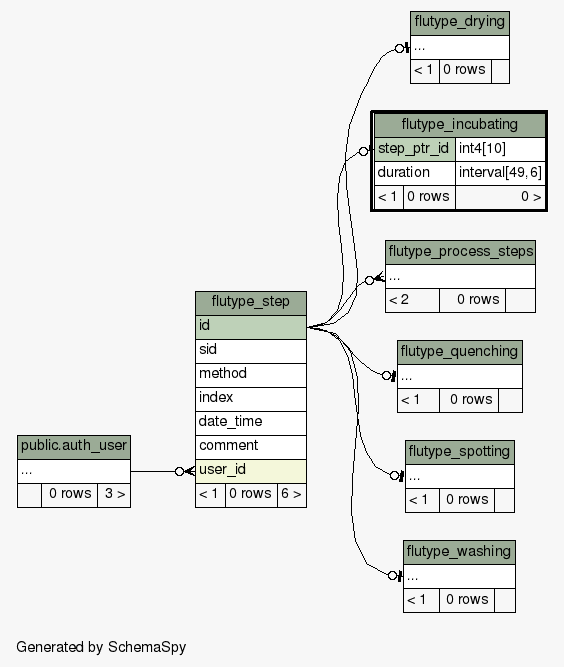 flutype_drying
...
< 1 0 rows
flutype_incubating
step_ptr_id int4[10]
duration interval[49,6]
< 1 0 rows 0 >
flutype_process_steps
...
< 2 0 rows
flutype_step
id
sid
method
index
date_time
comment
user_id
< 1 0 rows 6 >
flutype_quenching
...
< 1 0 rows
public.auth_user
...
0 rows 3 >
flutype_spotting
...
< 1 0 rows
flutype_washing
...
< 1 0 rows
Generated by SchemaSpy